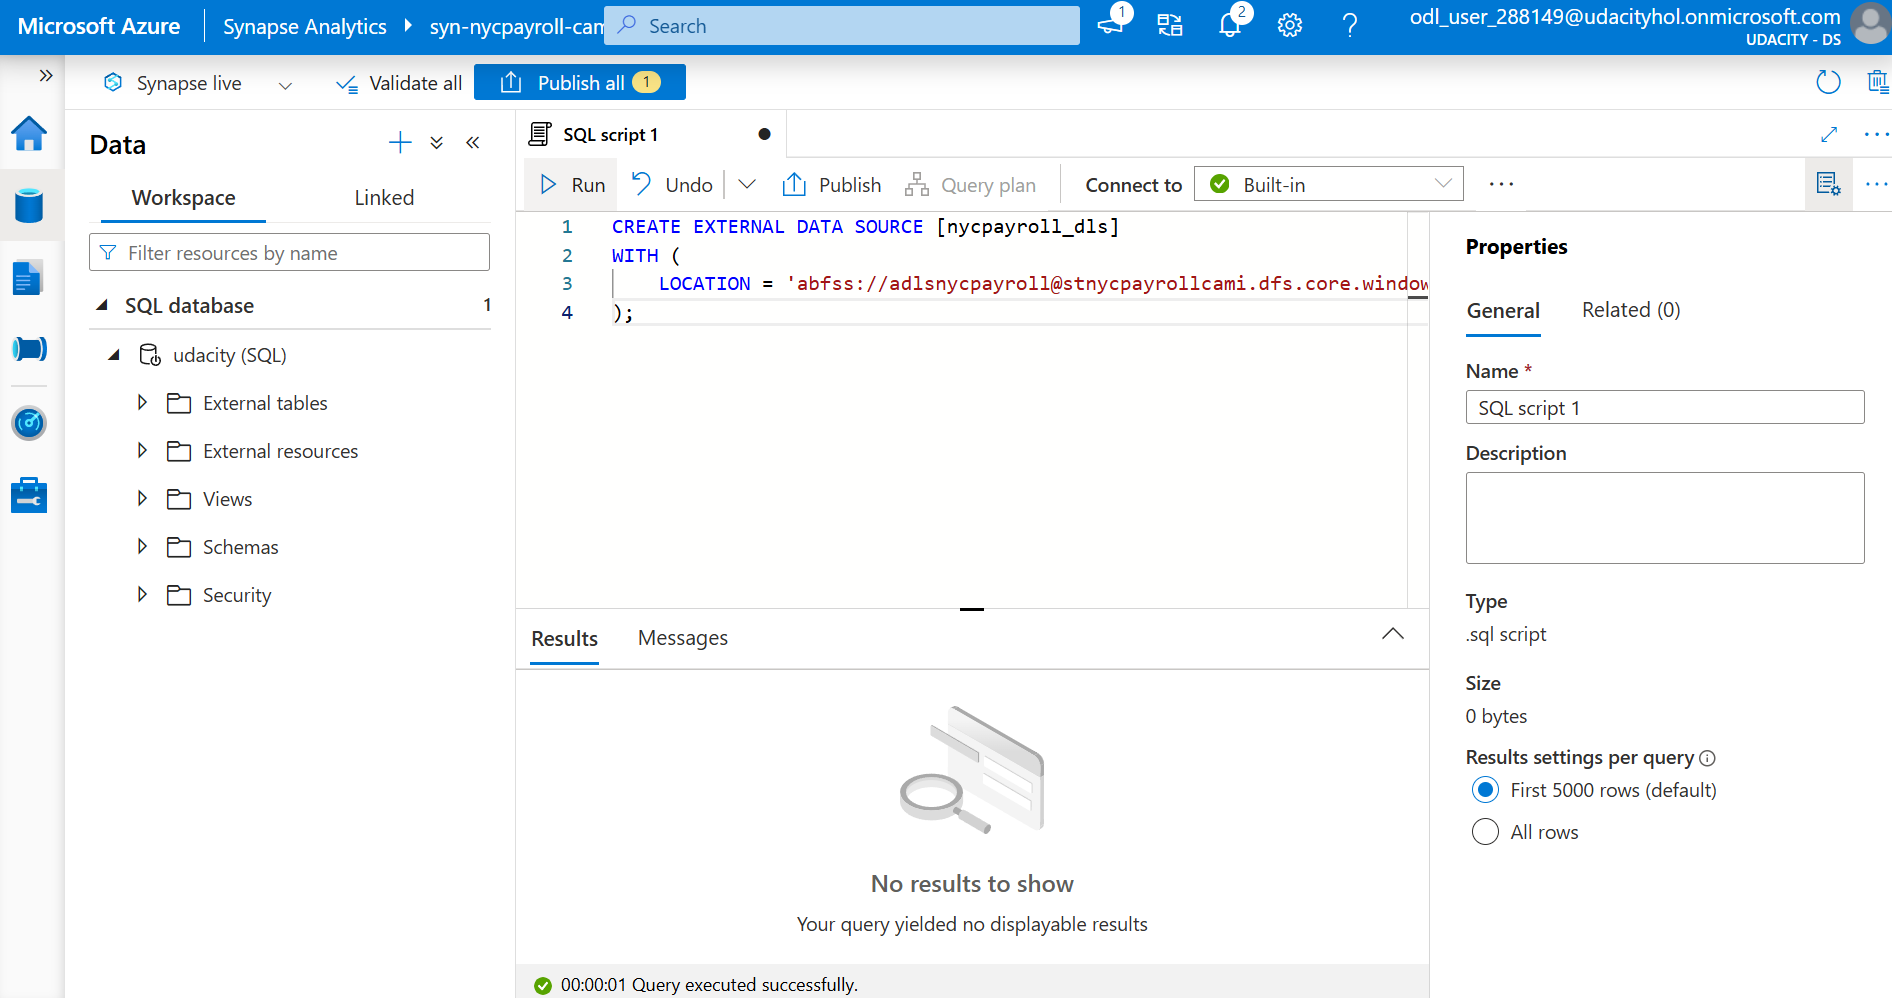 Microsoft Azure
Synapse Analytics
syn-nycpayroll-cam
Search
1
2
odl_user_288149@udacityhol.onmicrosoft.com
UDACITY - DS
Synapse live
Validate all
Publish all 1
Data
Workspace
Linked
Filter resources by name
SQL database 1
udacity (SQL)
External tables
External resources
Views
Schemas
Security
SQL script 1
Run
Undo
Publish
Query plan
Connect to
Built-in
1 CREATE EXTERNAL DATA SOURCE [nycpayroll_dls]
2 WITH (
3 LOCATION = 'abfss://adlsnycpayroll@stnycpayrollcami.dfs.core.window
4 );
Results
Messages
No results to show
Your query yielded no displayable results
00:00:01 Query executed successfully.
Properties
General
Related (0)
Name *
SQL script 1
Description
Type
.sql script
Size
0 bytes
Results settings per query
First 5000 rows (default)
All rows